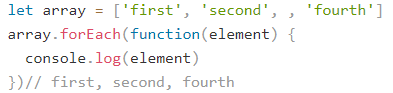 let array = ['first', 'second', , 'fourth']
array.forEach(function(element) {
  console.log(element)
})// first, second, fourth